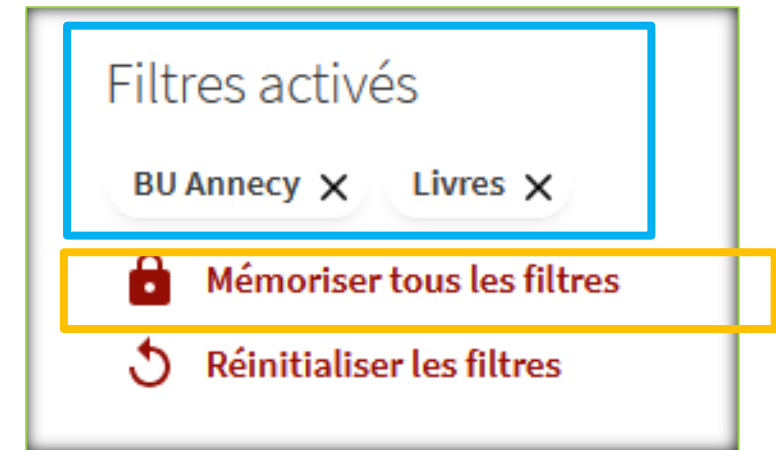 Filtres activés
BU Annecy X Livres X
Mémoriser tous les filtres
Réinitialiser les filtres